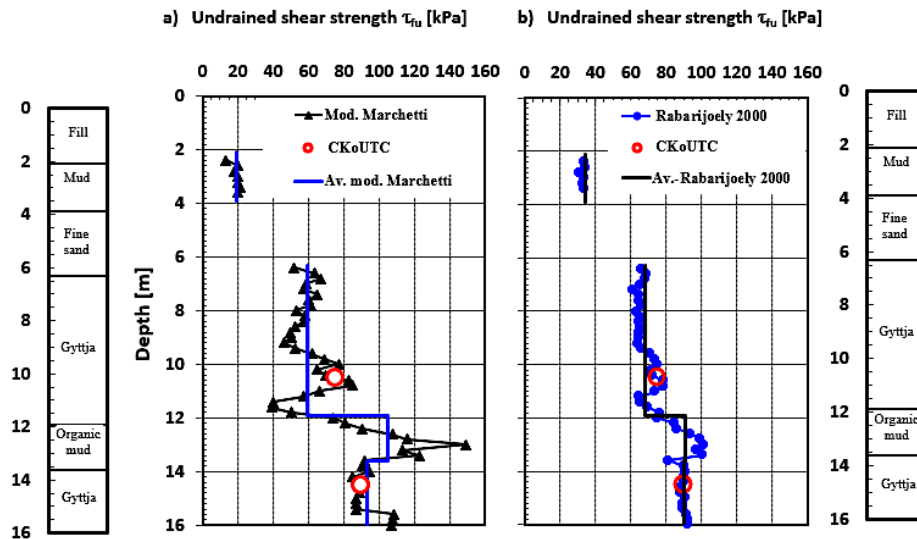 a) Undrained shear strength τfu [kPa]
b) Undrained shear strength τfu [kPa]
0 20 40 60 80 100 120 140 160
0 20 40 60 80 100 120 140 160
Depth [m]
0
2
4
6
8
10
12
14
16
Mod. Marchetti
CKoUTC
Av. mod. Marchetti
Rabarijoely 2000
CKoUTC
Av.-Rabarijoely 2000
0
2
4
6
8
10
12
14
16
Fill
Mud
Fine
sand
Gyttja
Organic
mud
Gyttja
0
2
4
6
8
10
12
14
16
Fill
Mud
Fine
sand
Gyttja
Organic
mud
Gyttja